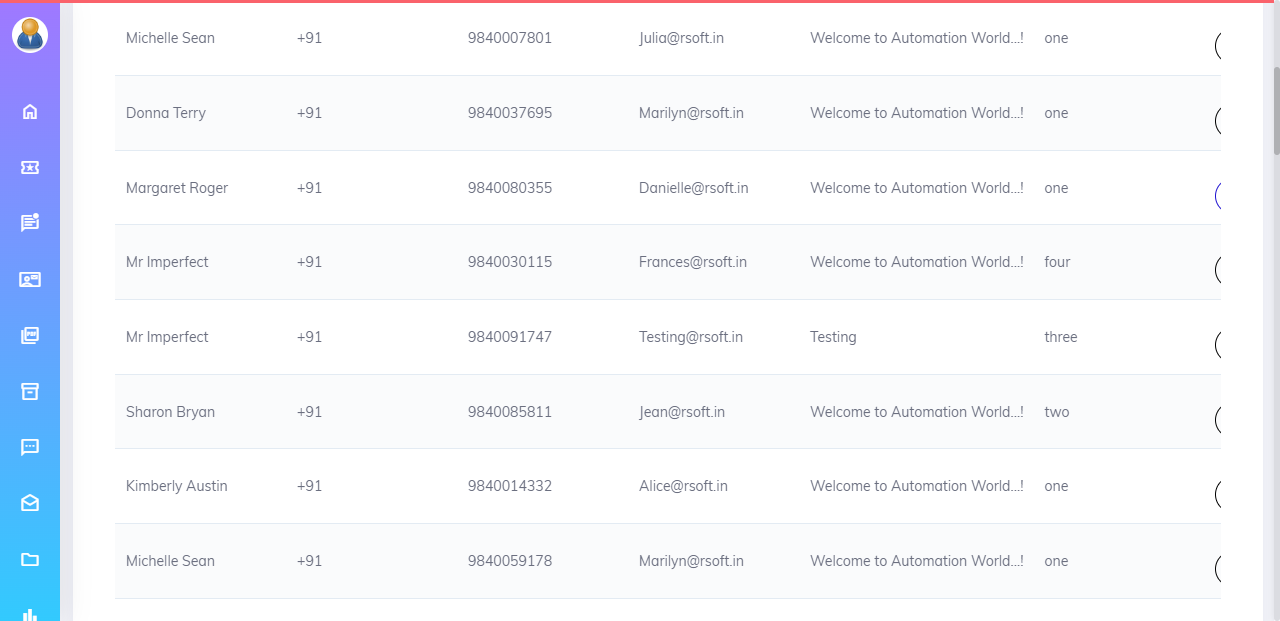 Michelle Sean +91 9840007801 Julia@rsoft.in Welcome to Automation World...! one
Donna Terry +91 9840037695 Marilyn@rsoft.in Welcome to Automation World...! one
Margaret Roger +91 9840080355 Danielle@rsoft.in Welcome to Automation World...! one
Mr Imperfect +91 9840030115 Frances@rsoft.in Welcome to Automation World...! four
Mr Imperfect +91 9840091747 Testing@rsoft.in Testing three
Sharon Bryan +91 9840085811 Jean@rsoft.in Welcome to Automation World...! two
Kimberly Austin +91 9840014332 Alice@rsoft.in Welcome to Automation World...! one
Michelle Sean +91 9840059178 Marilyn@rsoft.in Welcome to Automation World...! one